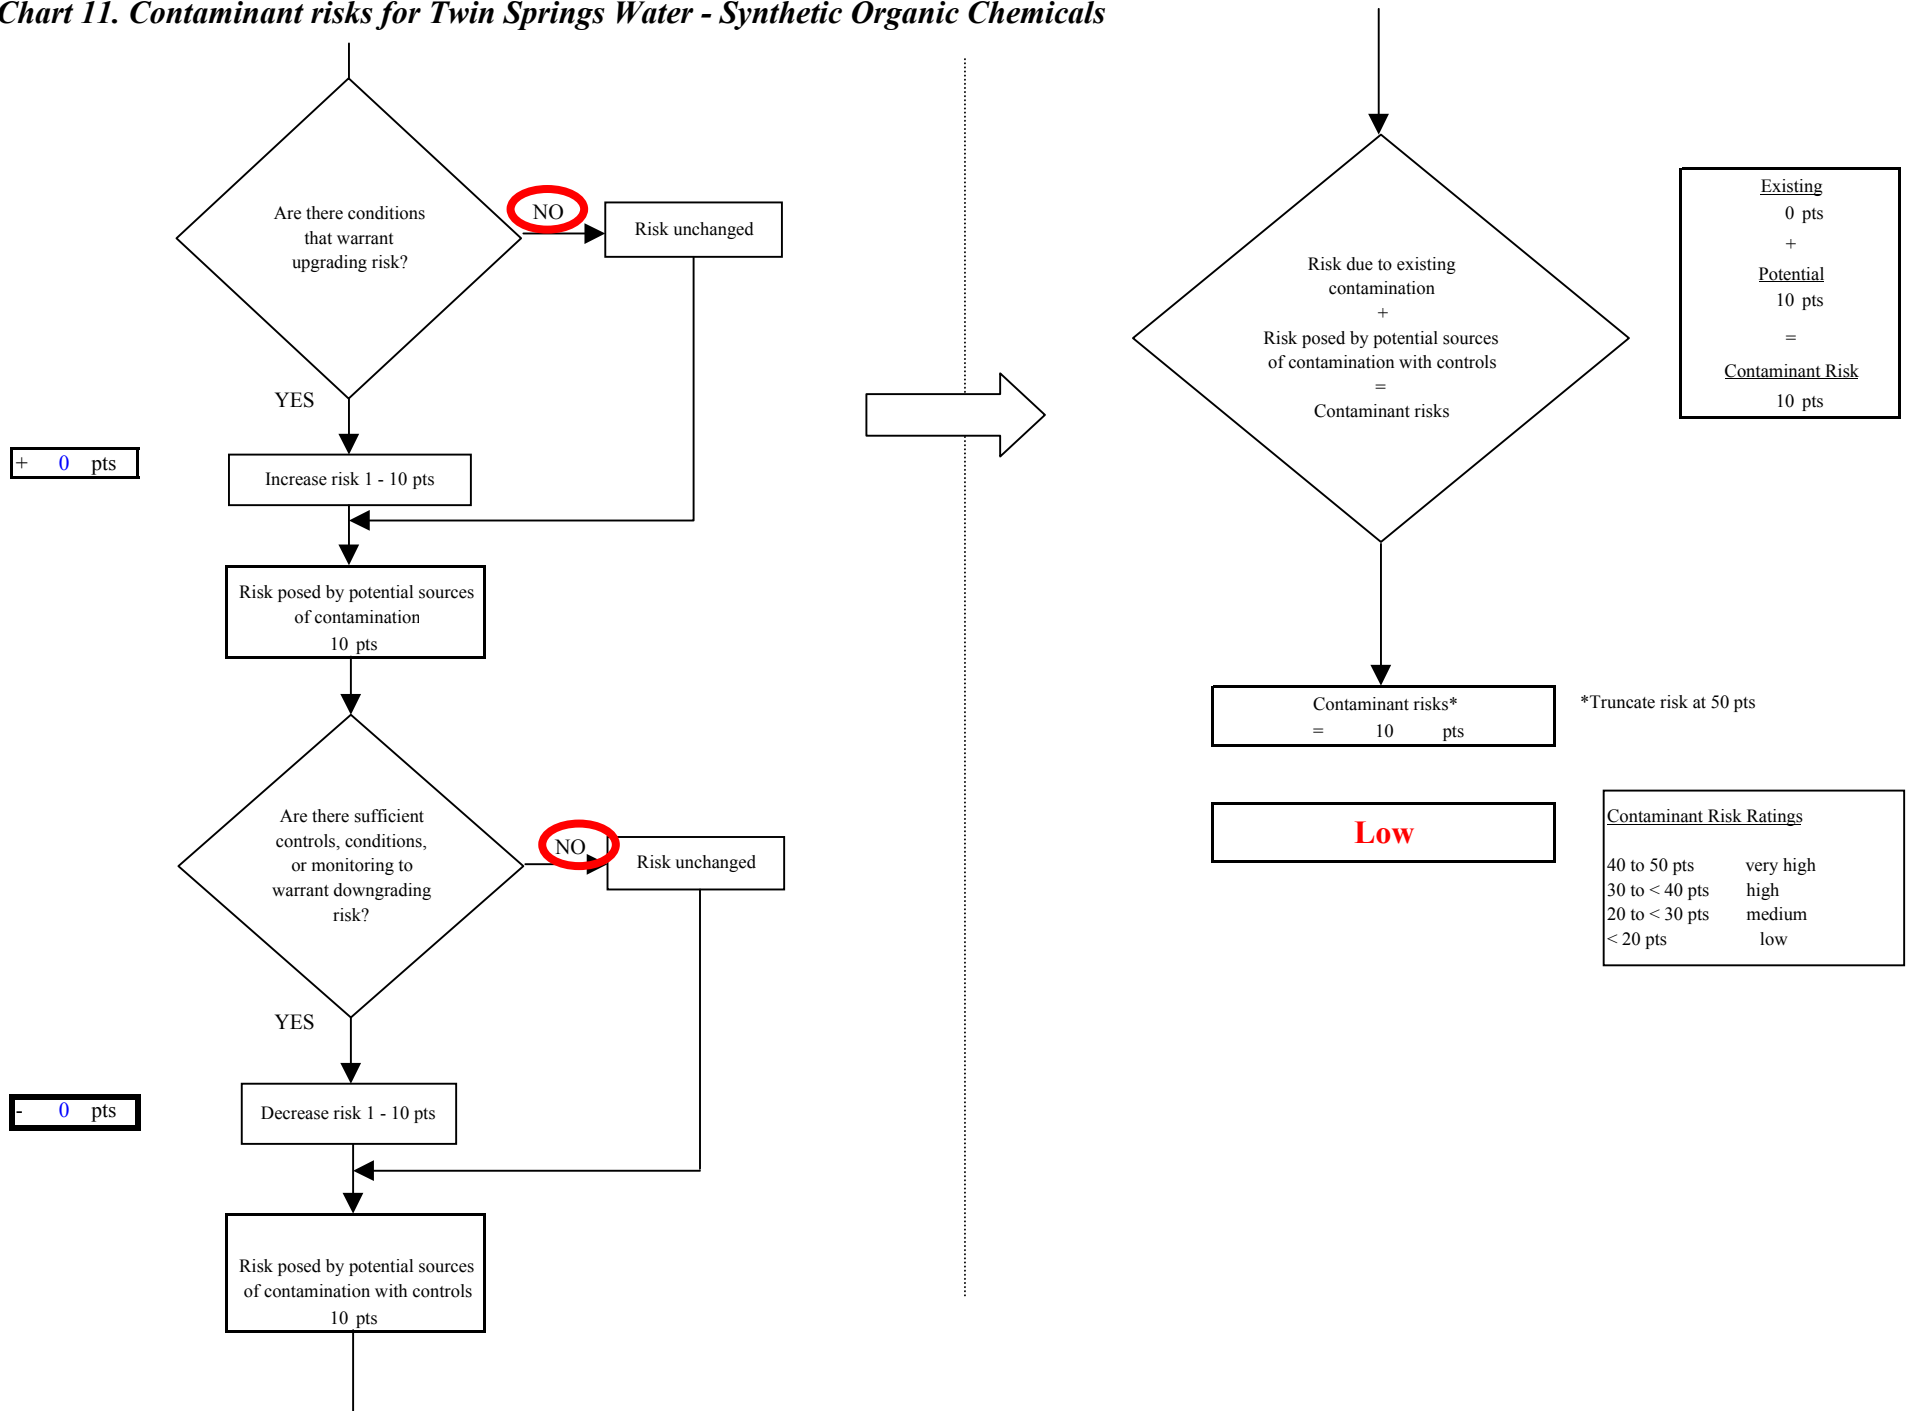 Chart 11. Contaminant risks for Twin Springs Water - Synthetic Organic Chemicals
Are there conditions
that warrant
upgrading risk?
NO
Risk unchanged
YES
+ 0 pts
Increase risk 1 - 10 pts
Risk posed by potential sources
of contamination
10 pts
Are there sufficient
controls, conditions,
or monitoring to
warrant downgrading
risk?
NO
Risk unchanged
YES
- 0 pts
Decrease risk 1 - 10 pts
Risk posed by potential sources
of contamination with controls
10 pts
Risk due to existing
contamination
+
Risk posed by potential sources
of contamination with controls
=
Contaminant risks
Existing
0 pts
+
Potential
10 pts
=
Contaminant Risk
10 pts
Contaminant risks*
= 10 pts
*Truncate risk at 50 pts
Low
Contaminant Risk Ratings
40 to 50 pts very high
30 to < 40 pts high
20 to < 30 pts medium
< 20 pts low